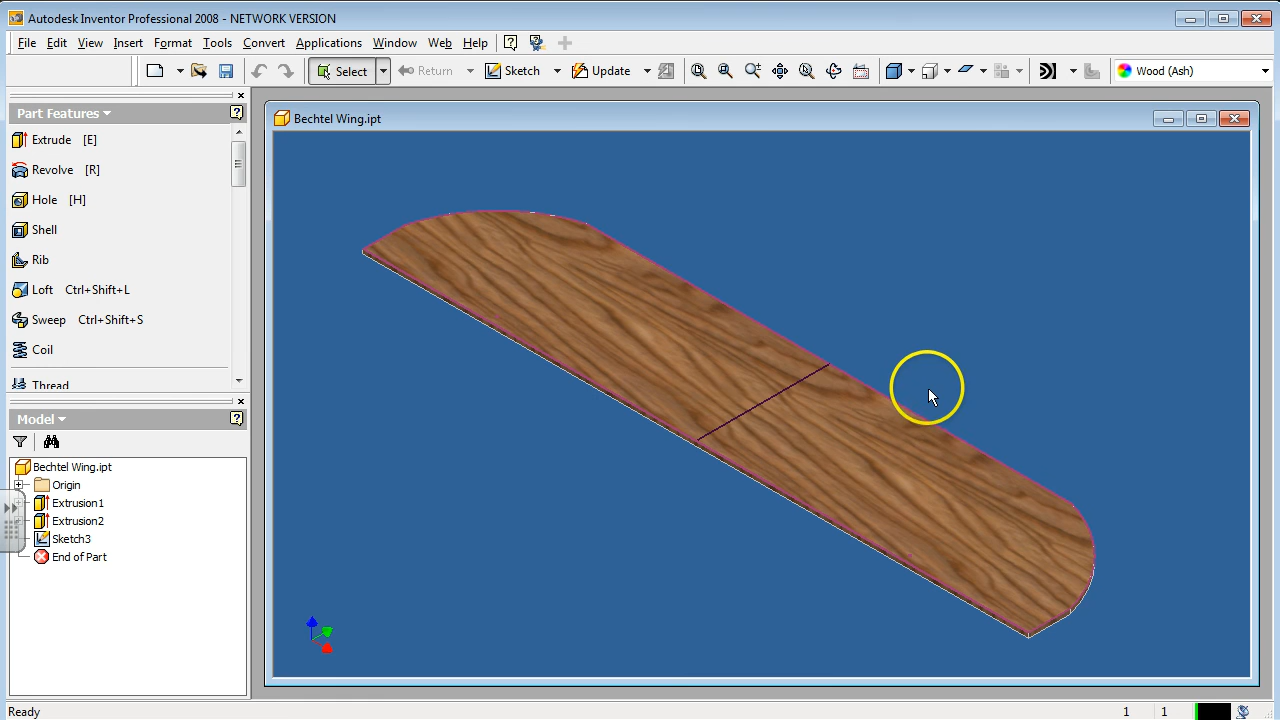 Autodesk Inventor Professional 2008 - NETWORK VERSION
File Edit View Insert Format Tools Convert Applications Window Web Help
Select Return Sketch Update Wood (Ash)
Part Features
Bechtel Wing.ipt
Extrude [E]
Revolve [R]
Hole [H]
Shell
Rib
Loft Ctrl+Shift+L
Sweep Ctrl+Shift+S
Coil
Thread
Model
Bechtel Wing.ipt
Origin
Extrusion1
Extrusion2
Sketch3
End of Part
Ready 1 1